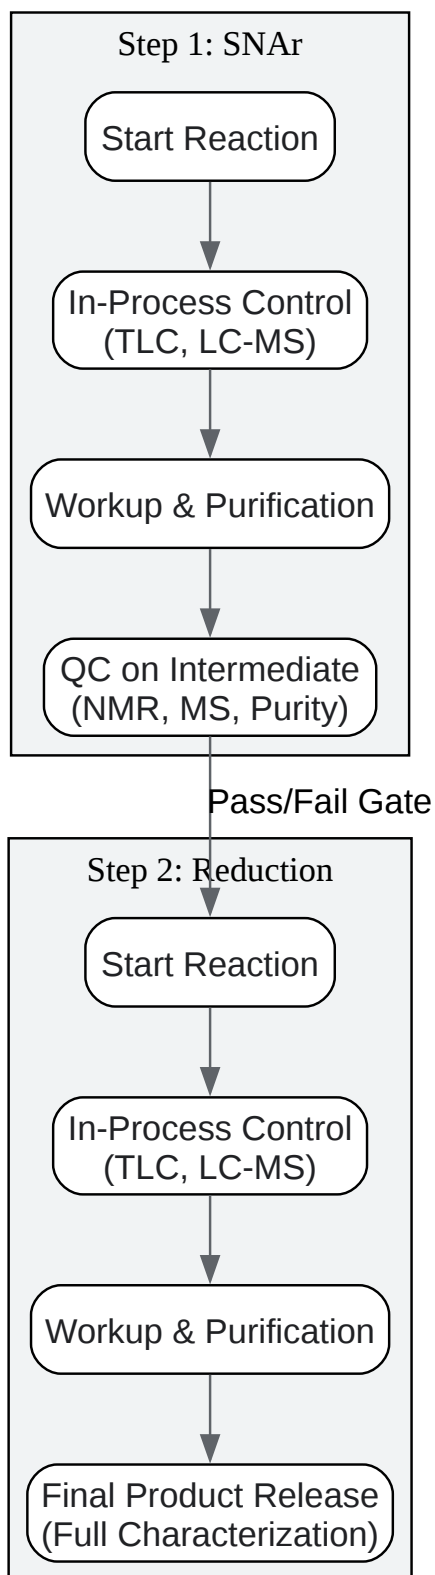 Step 1: SNAr
Start Reaction
In-Process Control
(TLC, LC-MS)
Workup & Purification
QC on Intermediate
(NMR, MS, Purity)
Pass/Fail Gate
Step 2: Reduction
Start Reaction
In-Process Control
(TLC, LC-MS)
Workup & Purification
Final Product Release
(Full Characterization)